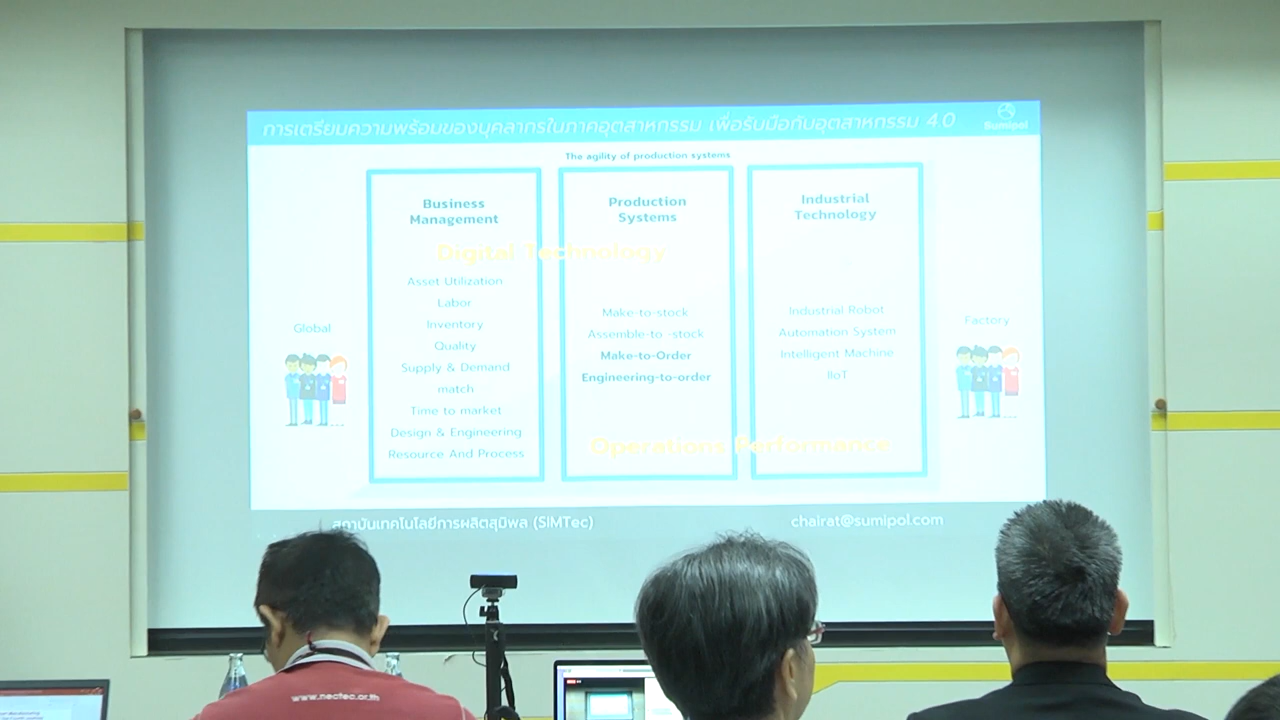 การเตรียมความพร้อมของบุคลากรในภาคอุตสาหกรรม เพื่อรับมือกับอุตสาหกรรม 4.0
Sumipol
The agility of production systems
Business
Management
Production
Systems
Industrial
Technology
Digital Technology
Asset Utilization
Labor
Inventory
Quality
Supply & Demand
match
Time to market
Design & Engineering
Resource And Process
Make-to-stock
Assemble-to -stock
Make-to-Order
Engineering-to-order
Industrial Robot
Automation System
Intelligent Machine
IIoT
Global
Factory
Operations Performance
สถาบันเทคโนโลยีการผลิตสุมิพล (SIMTec)
chairat@sumipol.com
www.nectec.or.th